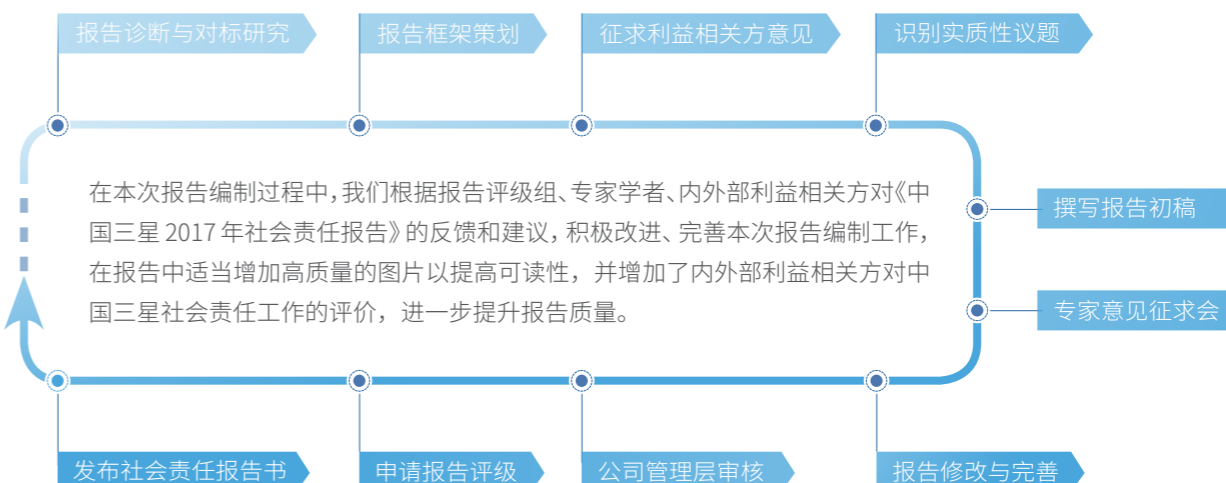 报告诊断与对标研究
报告框架策划
征求利益相关方意见
识别实质性议题
在本次报告编制过程中，我们根据报告评级组、专家学者、内外部利益相关方对《中
国三星 2017 年社会责任报告》的反馈和建议，积极改进、完善本次报告编制工作，
在报告中适当增加高质量的图片以提高可读性，并增加了内外部利益相关方对中
国三星社会责任工作的评价，进一步提升报告质量。
撰写报告初稿
专家意见征求会
发布社会责任报告书
申请报告评级
公司管理层审核
报告修改与完善